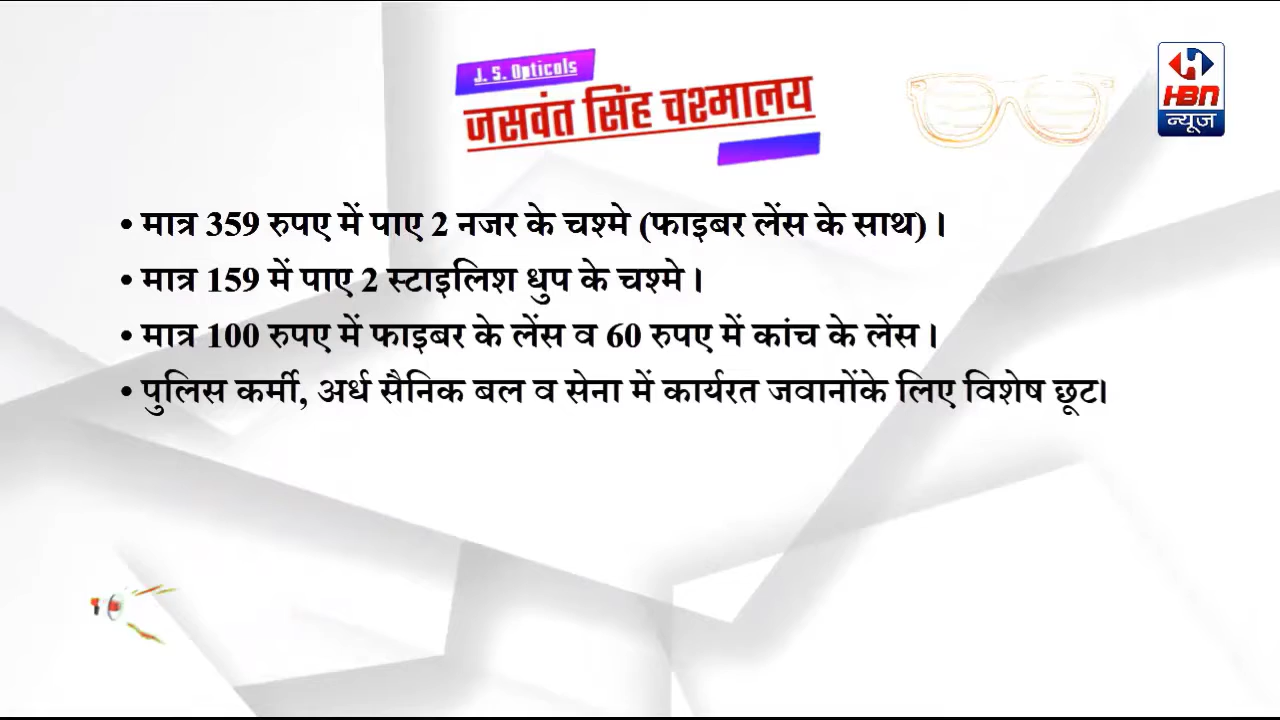 J. S. Opticals
जसवंत सिंह चश्मालय
HBN
न्यूज
• मात्र 359 रुपए में पाए 2 नजर के चश्मे (फाइबर लेंस के साथ) ।
• मात्र 159 में पाए 2 स्टाइलिश धुप के चश्मे ।
• मात्र 100 रुपए में फाइबर के लेंस व 60 रुपए में कांच के लेंस ।
• पुलिस कर्मी, अर्ध सैनिक बल व सेना में कार्यरत जवानोंके लिए विशेष छूट।